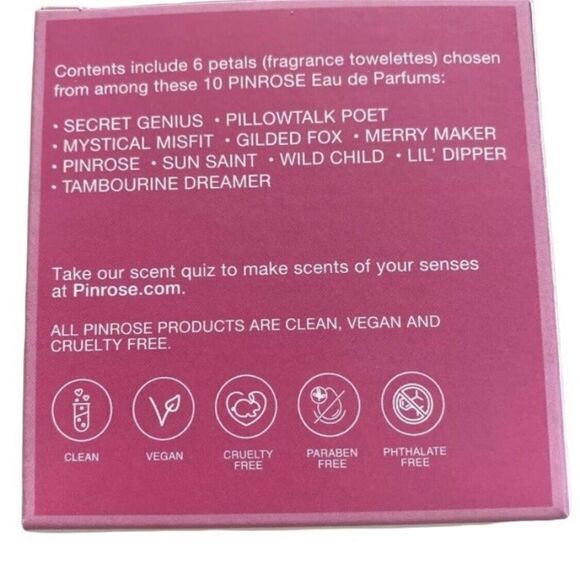 Contents include 6 petals (fragrance towelettes) chosen
from among these 10 PINROSE Eau de Parfums:
• SECRET GENIUS • PILLOWTALK POET
• MYSTICAL MISFIT • GILDED FOX • MERRY MAKER
• PINROSE • SUN SAINT • WILD CHILD • LIL' DIPPER
• TAMBOURINE DREAMER
Take our scent quiz to make scents of your senses
at Pinrose.com.
ALL PINROSE PRODUCTS ARE CLEAN, VEGAN AND
CRUELTY FREE.
CLEAN
VEGAN
CRUELTY
FREE
PARABEN
FREE
PHTHALATE
FREE